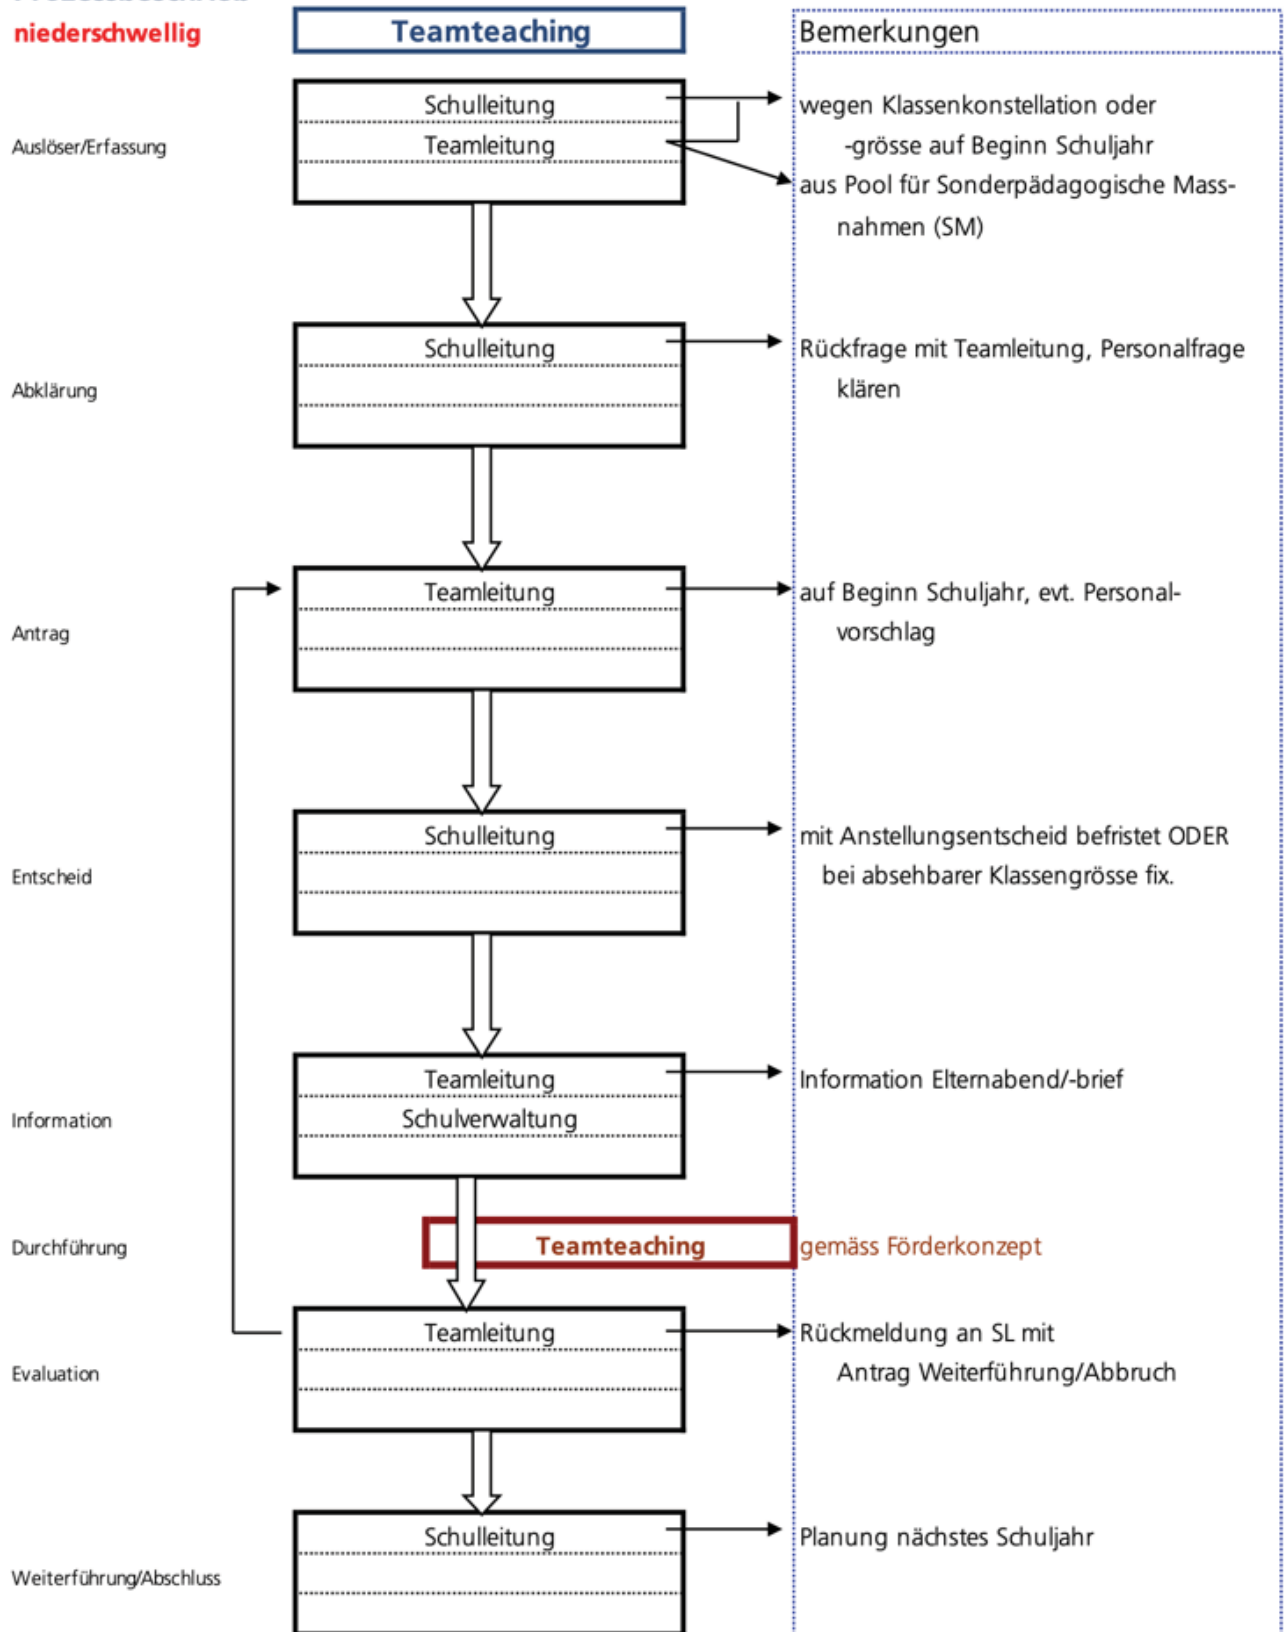 niederschwellig
Teamteaching
Bemerkungen
Auslöser/Erfassung
Schulleitung
Teamleitung
wegen Klassenkonstellation oder
-grösse auf Beginn Schuljahr
aus Pool für Sonderpädagogische Mass-
nahmen (SM)
Abklärung
Schulleitung
Rückfrage mit Teamleitung, Personalfrage
klären
Antrag
Teamleitung
auf Beginn Schuljahr, evt. Personal-
vorschlag
Entscheid
Schulleitung
mit Anstellungsentscheid befristet ODER
bei absehbarer Klassengrösse fix.
Information
Teamleitung
Schulverwaltung
Information Elternabend/-brief
Durchführung
Teamteaching
gemäss Förderkonzept
Evaluation
Teamleitung
Rückmeldung an SL mit
Antrag Weiterführung/Abbruch
Weiterführung/Abschluss
Schulleitung
Planung nächstes Schuljahr